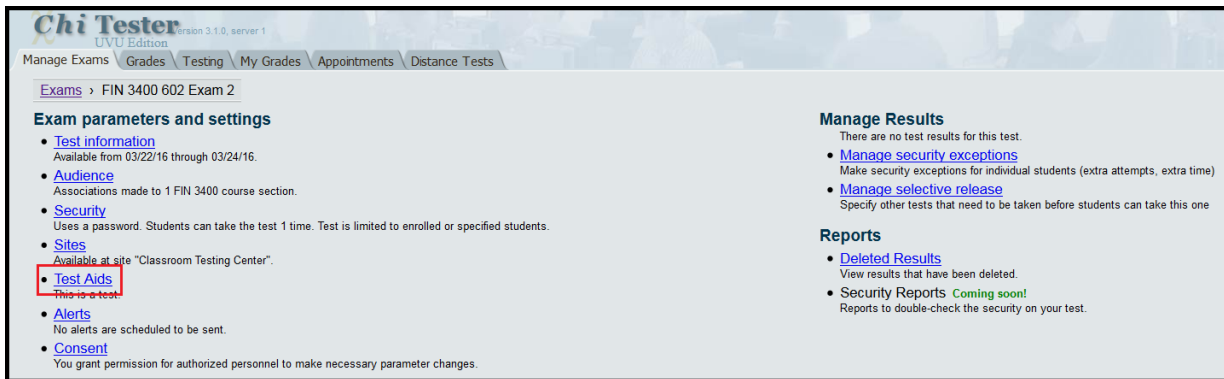 Chi Tester Version 3.1.0, server 1
UVU Edition
Manage Exams Grades Testing My Grades Appointments Distance Tests
Exams › FIN 3400 602 Exam 2
Exam parameters and settings
• Test information
Available from 03/22/16 through 03/24/16.
• Audience
Associations made to 1 FIN 3400 course section.
• Security
Uses a password. Students can take the test 1 time. Test is limited to enrolled or specified students.
• Sites
Available at site "Classroom Testing Center".
• Test Aids
This is a test.
• Alerts
No alerts are scheduled to be sent.
• Consent
You grant permission for authorized personnel to make necessary parameter changes.
Manage Results
There are no test results for this test.
• Manage security exceptions
Make security exceptions for individual students (extra attempts, extra time)
• Manage selective release
Specify other tests that need to be taken before students can take this one
Reports
• Deleted Results
View results that have been deleted.
• Security Reports Coming soon!
Reports to double-check the security on your test.